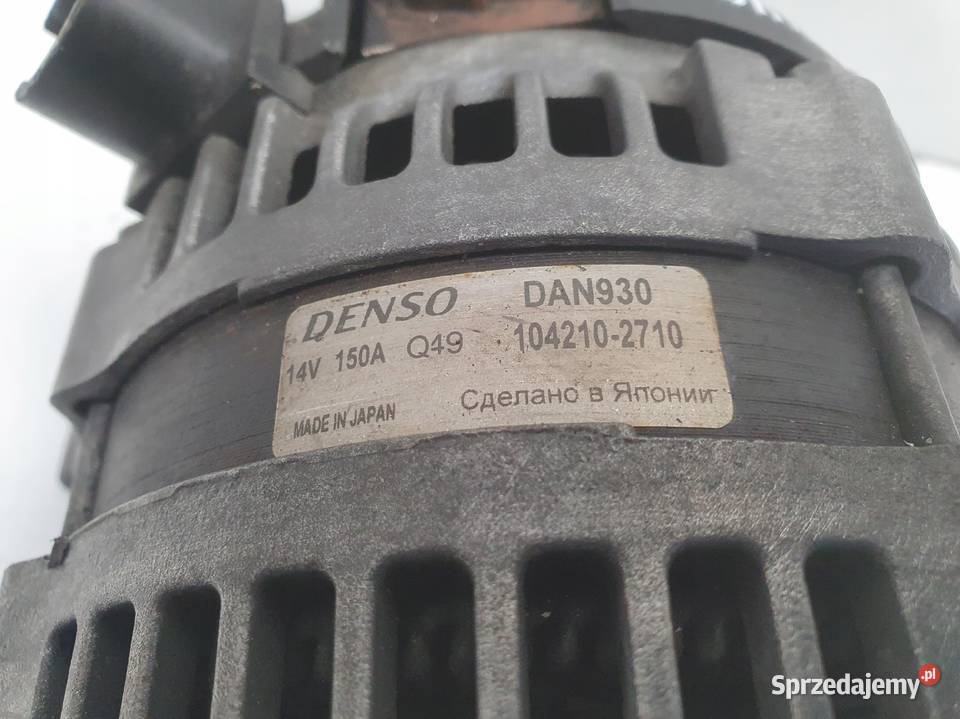 DENSO DAN930
14V 150A Q49 104210-2710
MADE IN JAPAN Сделано в Японии
Sprzedajemy.pl